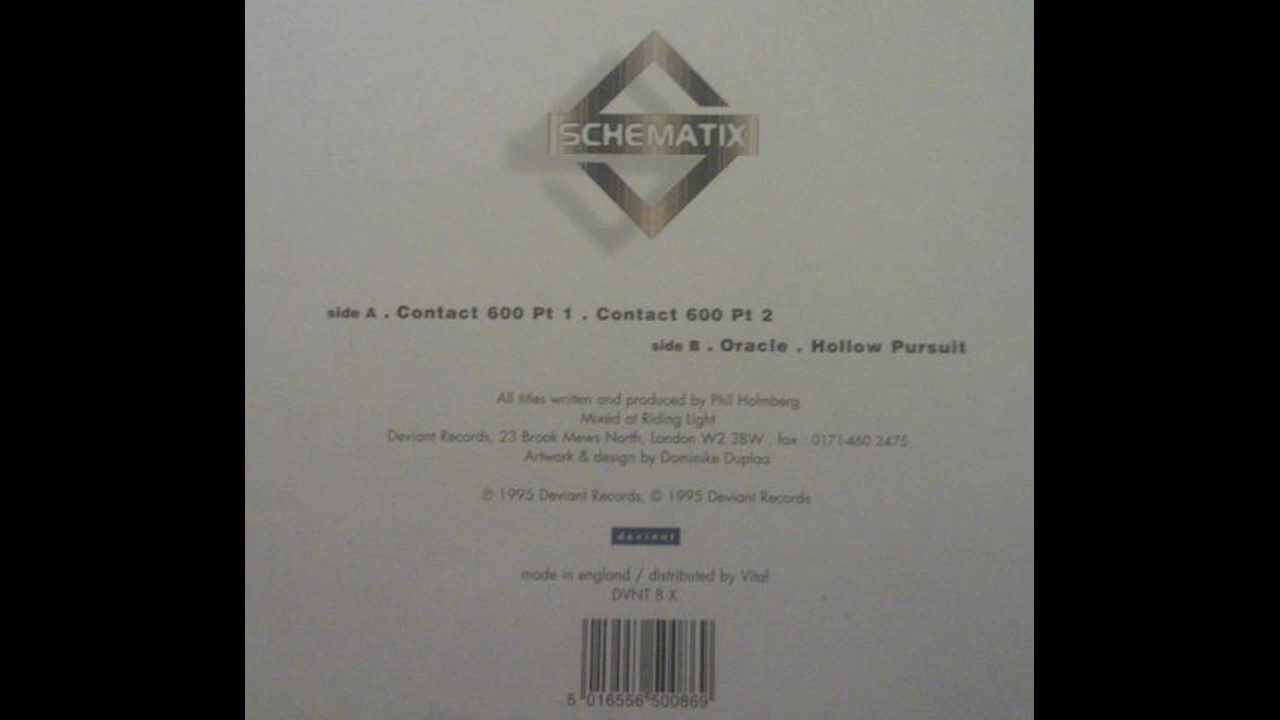 SCHEMATIX
side A . Contact 600 Pt 1 . Contact 600 Pt 2
side B . Oracle . Hollow Pursuit
All titles written and produced by Phil Holmberg
Mixed at Riding Light
Deviant Records, 23 Brook Mews North, London W2 3BW . fax : 0171-460 2475
Artwork & design by Dominike Duplaa
℗ 1995 Deviant Records, © 1995 Deviant Records
deviant
made in england / distributed by Vital
DVNT 8 X
5 016556 500869